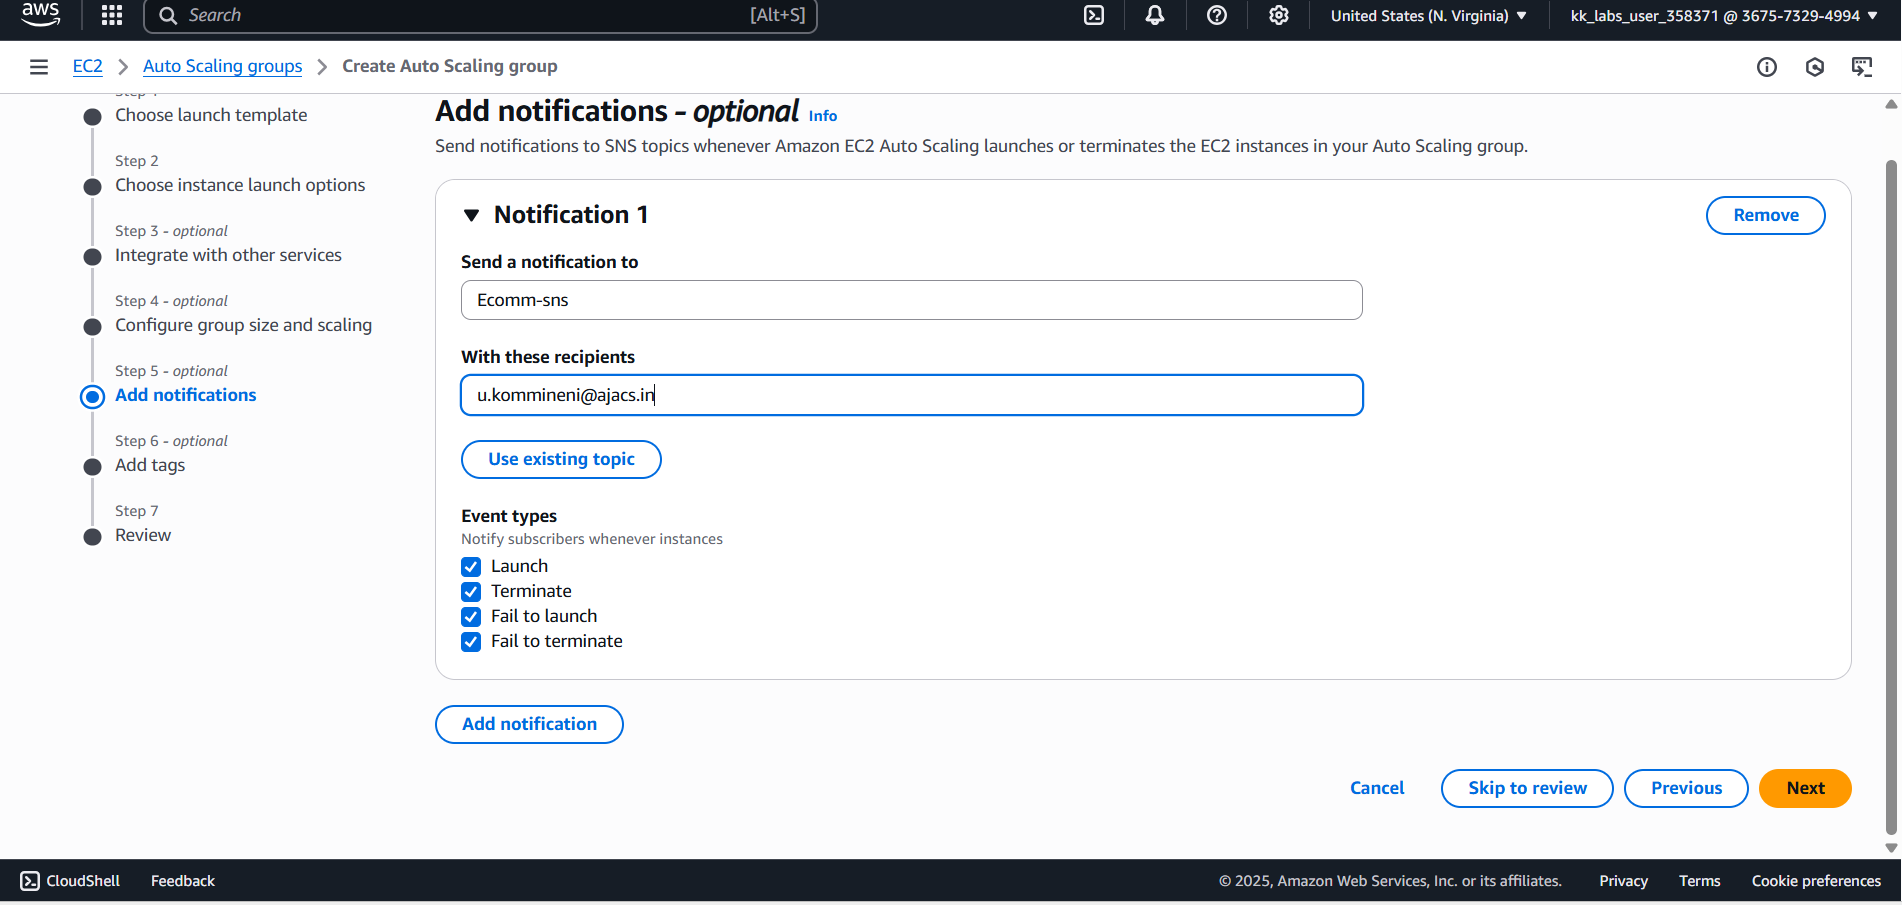 aws
Search [Alt+S]
United States (N. Virginia)
kk_labs_user_358371 @ 3675-7329-4994
EC2 > Auto Scaling groups > Create Auto Scaling group
Choose launch template
Step 2
Choose instance launch options
Step 3 - optional
Integrate with other services
Step 4 - optional
Configure group size and scaling
Step 5 - optional
Add notifications
Step 6 - optional
Add tags
Step 7
Review
Add notifications - optional Info
Send notifications to SNS topics whenever Amazon EC2 Auto Scaling launches or terminates the EC2 instances in your Auto Scaling group.
Notification 1
Remove
Send a notification to
Ecomm-sns
With these recipients
u.kommineni@ajacs.in
Use existing topic
Event types
Notify subscribers whenever instances
Launch
Terminate
Fail to launch
Fail to terminate
Add notification
Cancel
Skip to review
Previous
Next
CloudShell
Feedback
© 2025, Amazon Web Services, Inc. or its affiliates.
Privacy
Terms
Cookie preferences